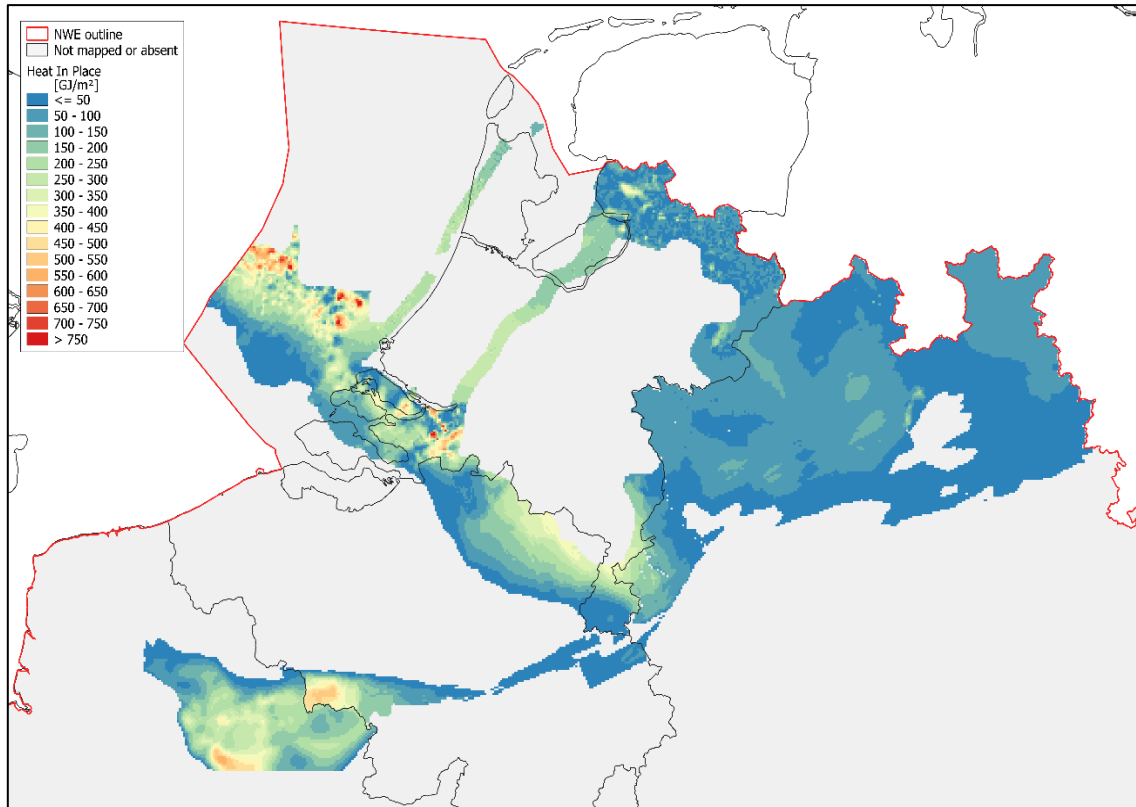 NWE outline
Not mapped or absent
Heat In Place
[GJ/m²]
<= 50
50 - 100
100 - 150
150 - 200
200 - 250
250 - 300
300 - 350
350 - 400
400 - 450
450 - 500
500 - 550
550 - 600
600 - 650
650 - 700
700 - 750
> 750